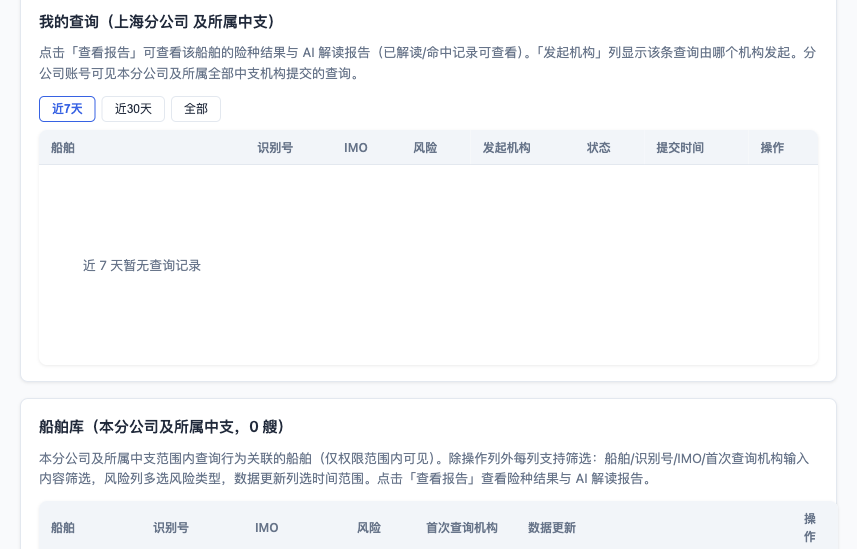 我的查询（上海分公司 及所属中支）
点击「查看报告」可查看该船舶的险种结果与 AI 解读报告（已解读/命中记录可查看）。「发起机构」列显示该条查询由哪个机构发起。分
公司账号可见本分公司及所属全部中支机构提交的查询。
近7天 近30天 全部
船舶 识别号 IMO 风险 发起机构 状态 提交时间 操作
近 7 天暂无查询记录
船舶库（本分公司及所属中支，0 艘）
本分公司及所属中支范围内查询行为关联的船舶（仅权限范围内可见）。除操作列外每列支持筛选：船舶/识别号/IMO/首次查询机构输入
内容筛选，风险列多选风险类型，数据更新列选时间范围。点击「查看报告」查看险种结果与 AI 解读报告。
船舶 识别号 IMO 风险 首次查询机构 数据更新 操
作